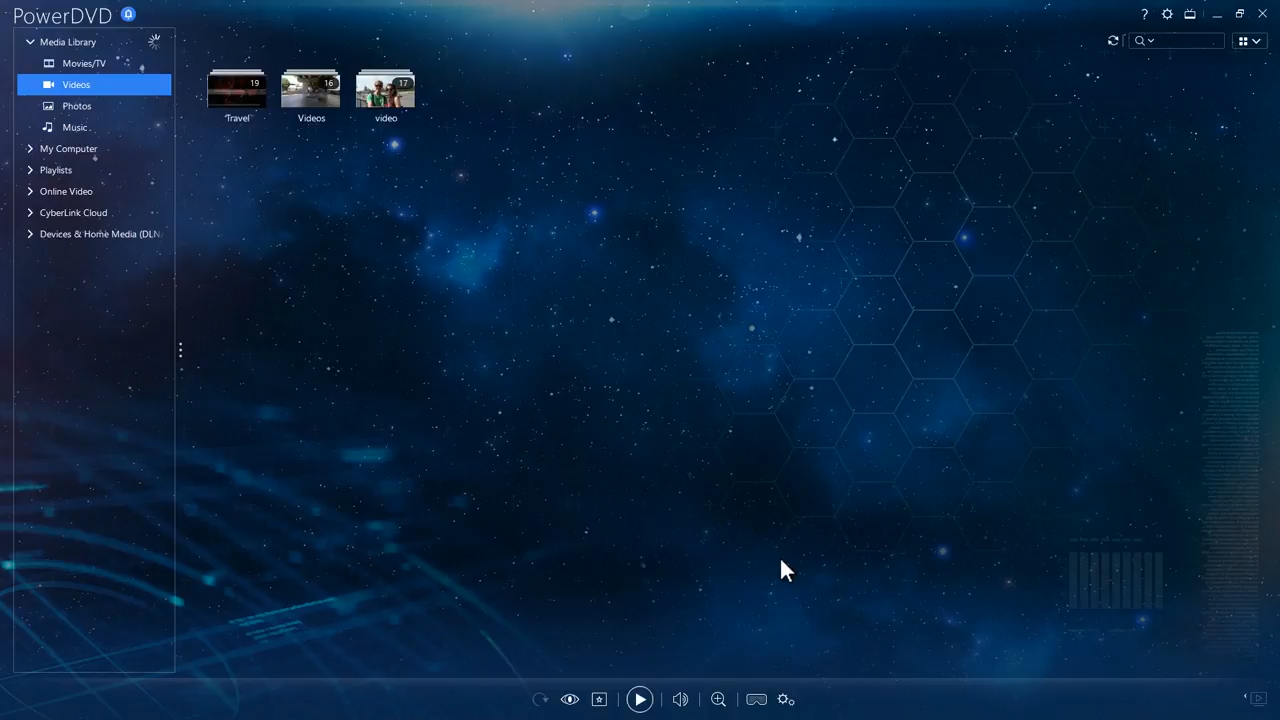 PowerDVD
Media Library
Movies/TV
Videos
Photos
Music
My Computer
Playlists
Online Video
CyberLink Cloud
Devices & Home Media (DLN
19
16
17
Travel
Videos
video